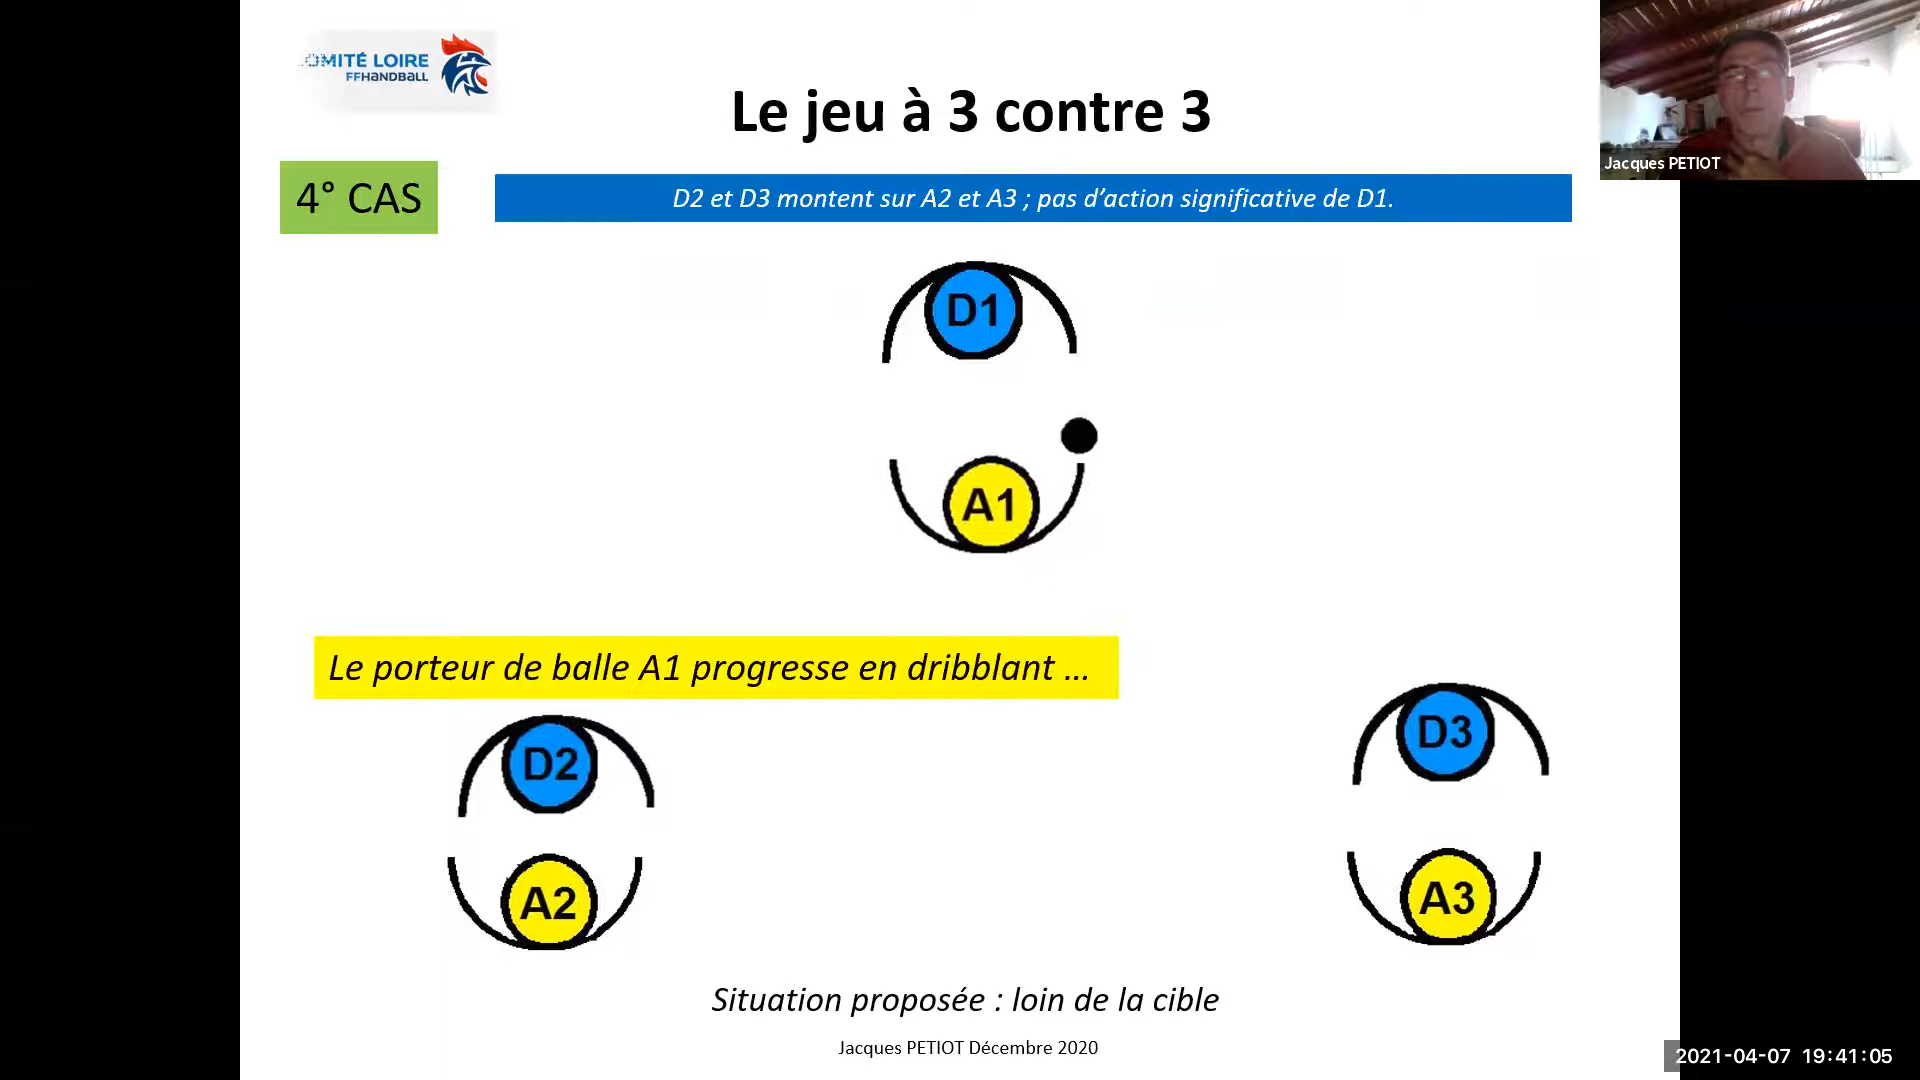 OMITÉ LOIRE
FFHANDBALL
Le jeu à 3 contre 3
Jacques PETIOT
4° CAS
D2 et D3 montent sur A2 et A3 ; pas d’action significative de D1.
D1
A1
Le porteur de balle A1 progresse en dribblant ...
D2
D3
A2
A3
Situation proposée : loin de la cible
Jacques PETIOT Décembre 2020
2021-04-07 19:41:05